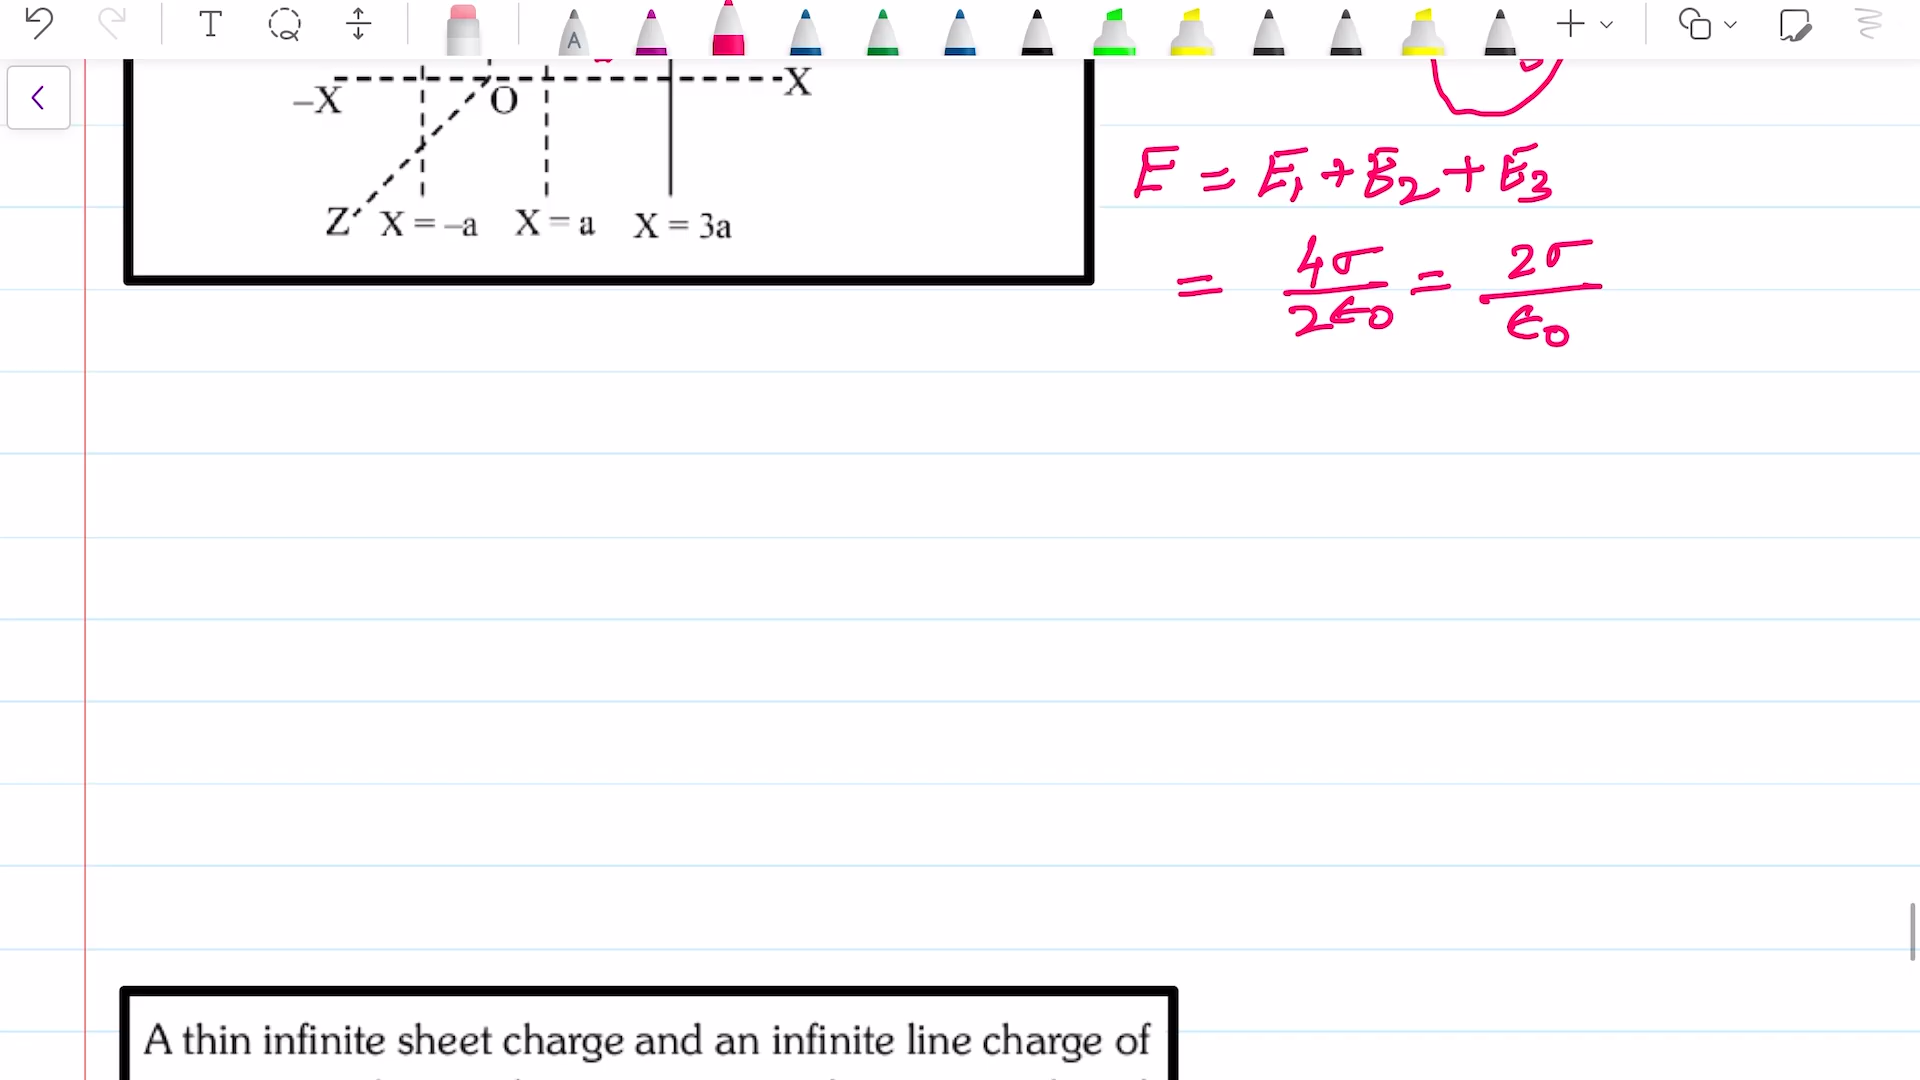 T
A
–X
O
X
Z
X = –a
X = a
X = 3a
E = E1 + E2 + E3
= 4σ/2ϵ0 = 2σ/ϵ0
A thin infinite sheet charge and an infinite line charge of